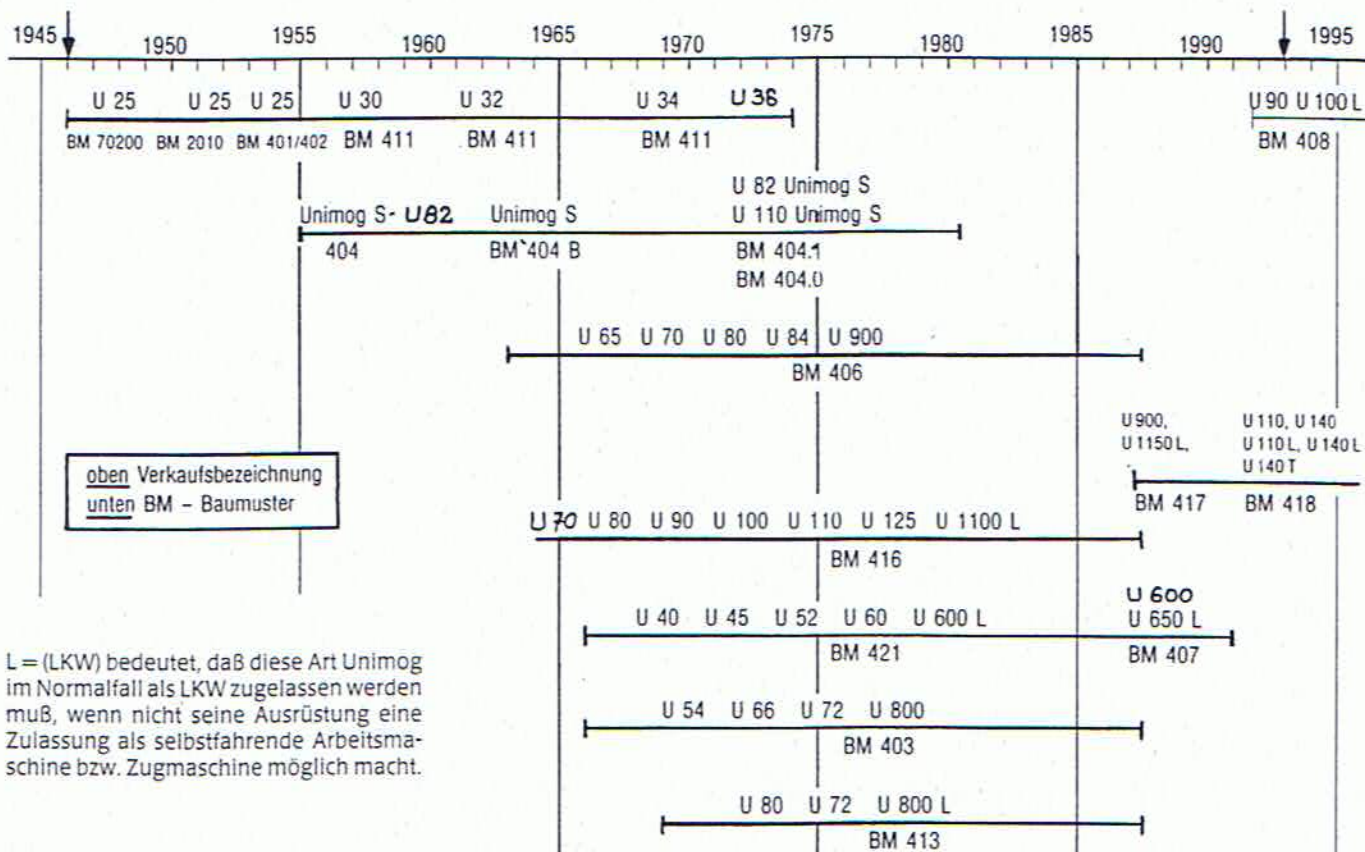 1945 1950 1955 1960 1965 1970 1975 1980 1985 1990 1995
U 25 U 25 U 25 U 30 U 32 U 34 U 36 U 90 U 100 L
BM 70200 BM 2010 BM 401/402 BM 411 BM 411 BM 411 BM 408
U 82 Unimog S
Unimog S- U82 Unimog S U 110 Unimog S
404 BM 404 B BM 404.1
BM 404.0
U 65 U 70 U 80 U 84 U 900
BM 406
U 900, U 110, U 140
U 1150 L, U 110 L, U 140 L
U 140 T
BM 417 BM 418
oben Verkaufsbezeichnung
unten BM – Baumuster
U 70 U 80 U 90 U 100 U 110 U 125 U 1100 L
BM 416
U 600
U 40 U 45 U 52 U 60 U 600 L U 650 L
BM 421 BM 407
L = (LKW) bedeutet, daß diese Art Unimog
im Normalfall als LKW zugelassen werden
muß, wenn nicht seine Ausrüstung eine
Zulassung als selbstfahrende Arbeitsma-
schine bzw. Zugmaschine möglich macht.
U 54 U 66 U 72 U 800
BM 403
U 80 U 72 U 800 L
BM 413